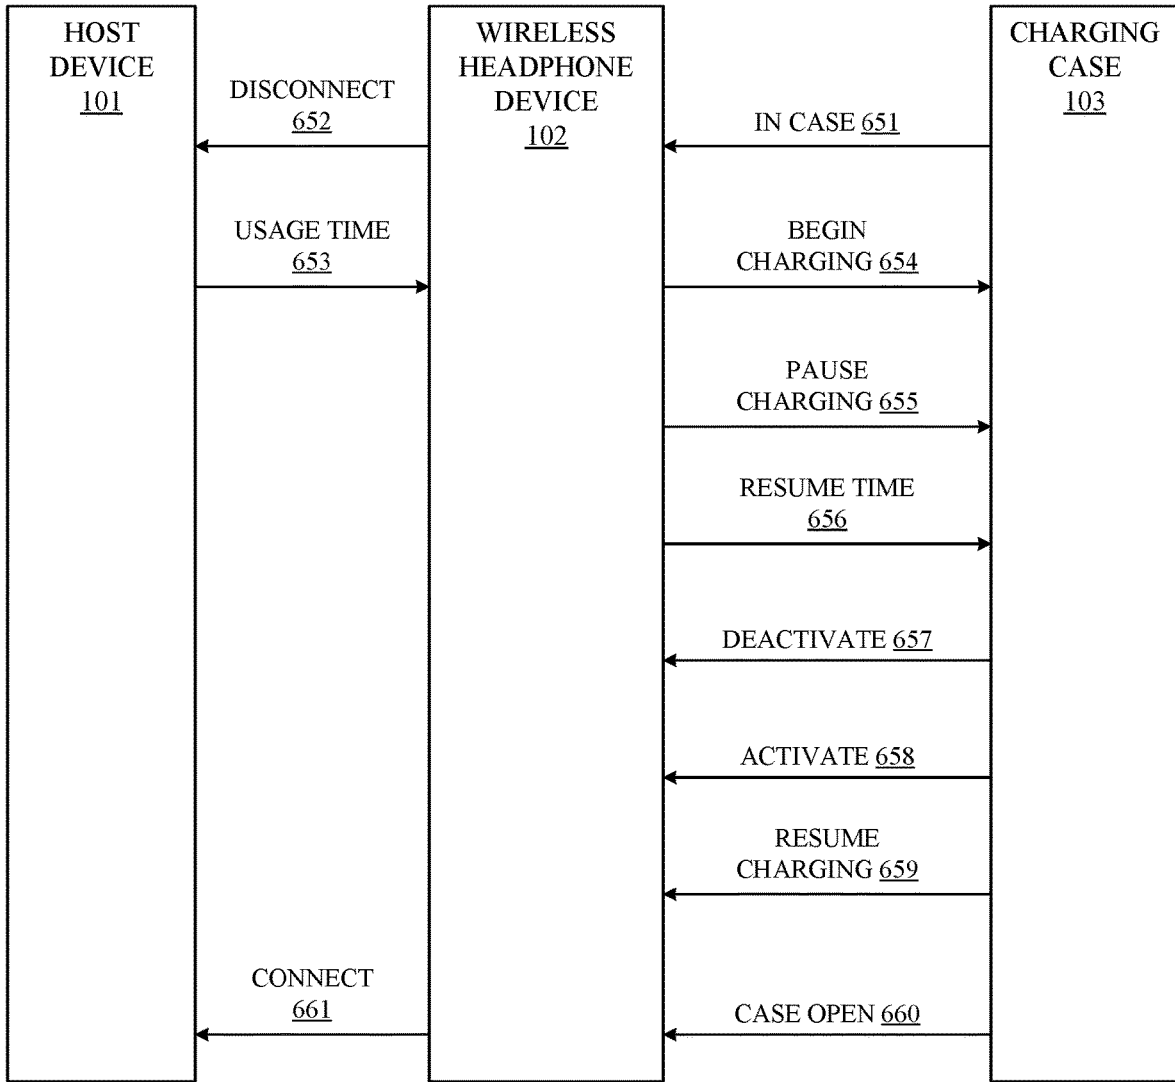 HOST
DEVICE
101
WIRELESS
HEADPHONE
DEVICE
102
CHARGING
CASE
103
DISCONNECT
652
IN CASE 651
USAGE TIME
653
BEGIN
CHARGING 654
PAUSE
CHARGING 655
RESUME TIME
656
DEACTIVATE 657
ACTIVATE 658
RESUME
CHARGING 659
CONNECT
661
CASE OPEN 660